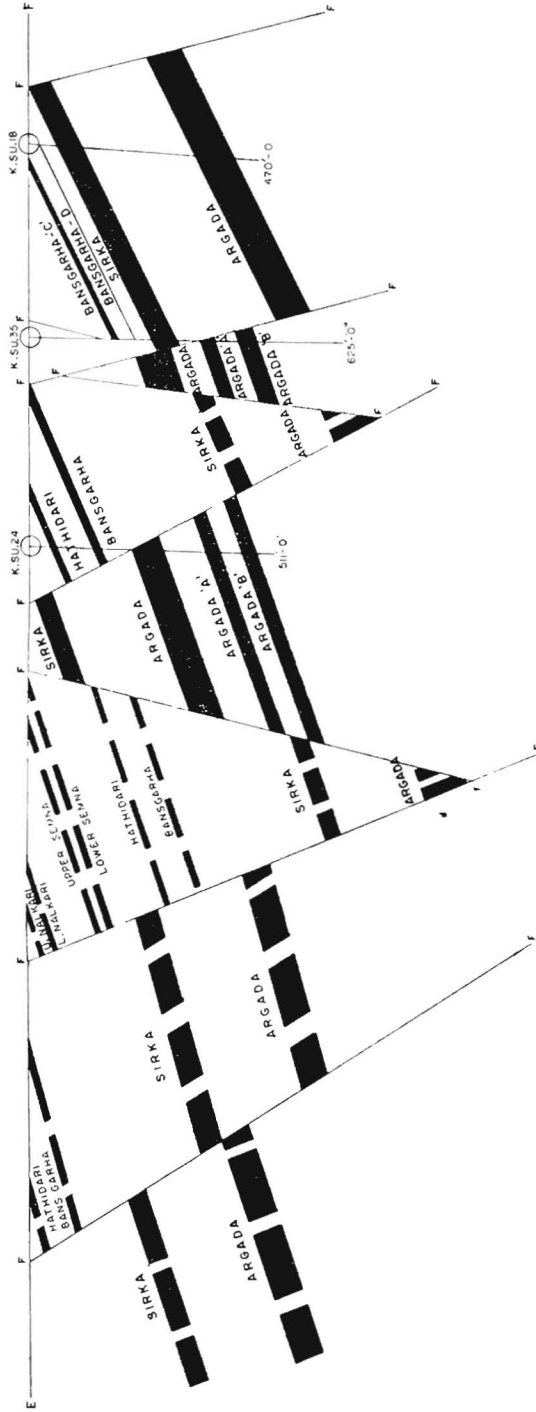 E
F
F
F
F
F
F
F
F
K.SU.24
K.SU.35
K.SU.18
HATHIDARI
BANSGARHA
SIRKA
ARGADA
SIRKA
ARGADA
U.NALKARI
L.NALKARI
UPPER SEMNA
LOWER SEMNA
HATHIDARI
BANSGARHA
SIRKA
ARGADA
SIRKA
ARGADA
ARGADA 'A'
ARGADA 'B'
HATHIDARI
BANSGARHA
511'-0"
SIRKA
ARGADA
ARGADA
ARGADA 'A'
ARGADA 'B'
625'-0"
BANSGARHA-'C'
BANSGARHA-D
SIRKA
ARGADA
470'-0
F
F
F
F
F
F